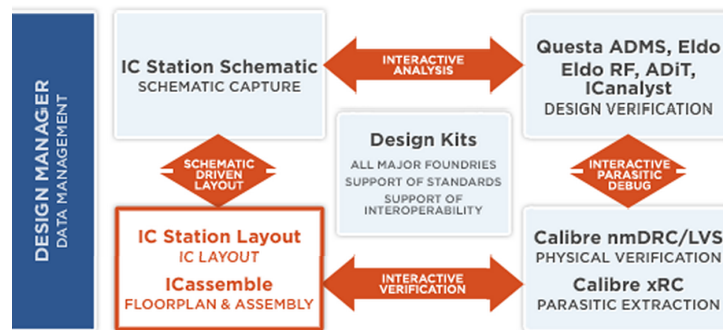 DESIGN MANAGER
DATA MANAGEMENT
IC Station Schematic
SCHEMATIC CAPTURE
INTERACTIVE
ANALYSIS
Questa ADMS, Eldo
Eldo RF, ADiT,
ICanalyst
DESIGN VERIFICATION
SCHEMATIC
DRIVEN
LAYOUT
Design Kits
ALL MAJOR FOUNDRIES
SUPPORT OF STANDARDS
SUPPORT OF
INTEROPERABILITY
INTERACTIVE
PARASITIC
DEBUG
IC Station Layout
IC LAYOUT
ICassemble
FLOORPLAN & ASSEMBLY
INTERACTIVE
VERIFICATION
Calibre nmDRC/LVS
PHYSICAL VERIFICATION
Calibre xRC
PARASITIC EXTRACTION